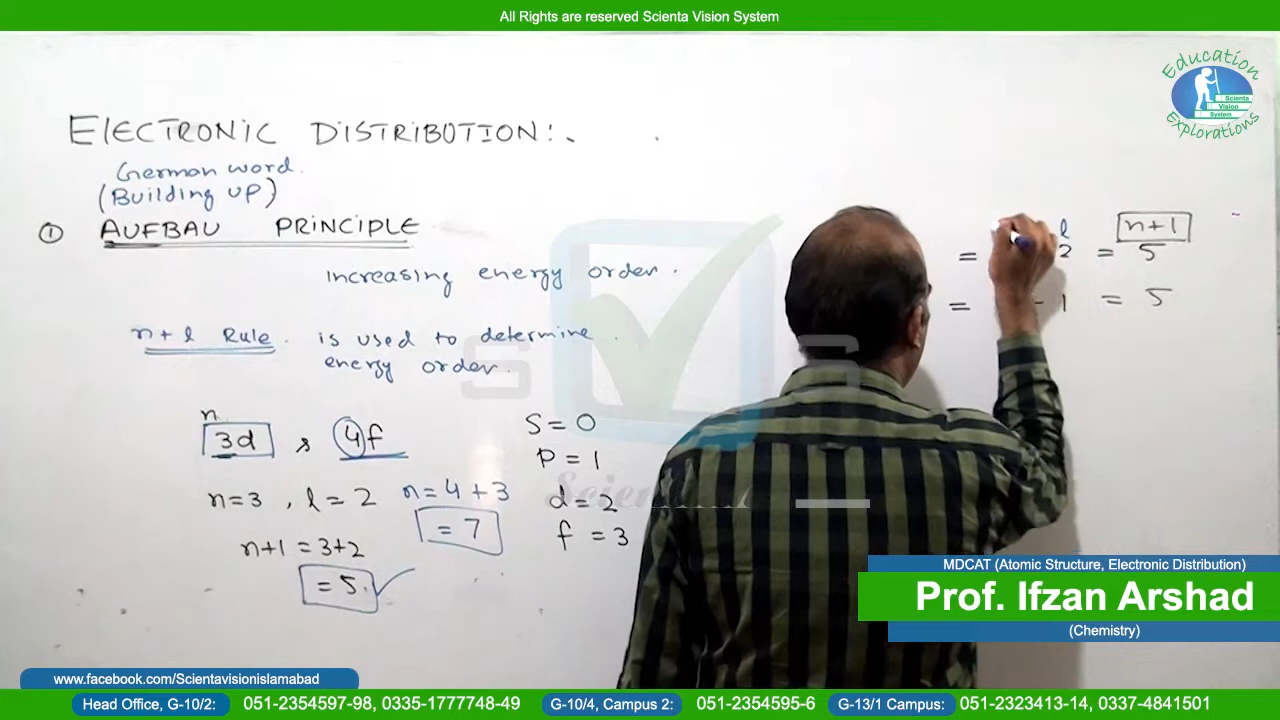 All Rights are reserved Scienta Vision System
Education
Scienta
Vision
System
Explorations
ELECTRONIC DISTRIBUTION:.
German word.
(Building up)
① AUFBAU PRINCIPLE
increasing energy order.
n + l Rule. is used to determine.
energy order.
n
3d , 4f
n=3 , l = 2
n=4+3
= 7
n+l = 3+2
= 5.
S = 0
P = 1
d = 2
f = 3
l n+l
= 2 = 5
= - 1 = 5
S S
MDCAT (Atomic Structure, Electronic Distribution)
Prof. Ifzan Arshad
(Chemistry)
www.facebook.com/Scientavisionislamabad
Head Office, G-10/2: 051-2354597-98, 0335-1777748-49 G-10/4, Campus 2: 051-2354595-6 G-13/1 Campus: 051-2323413-14, 0337-4841501